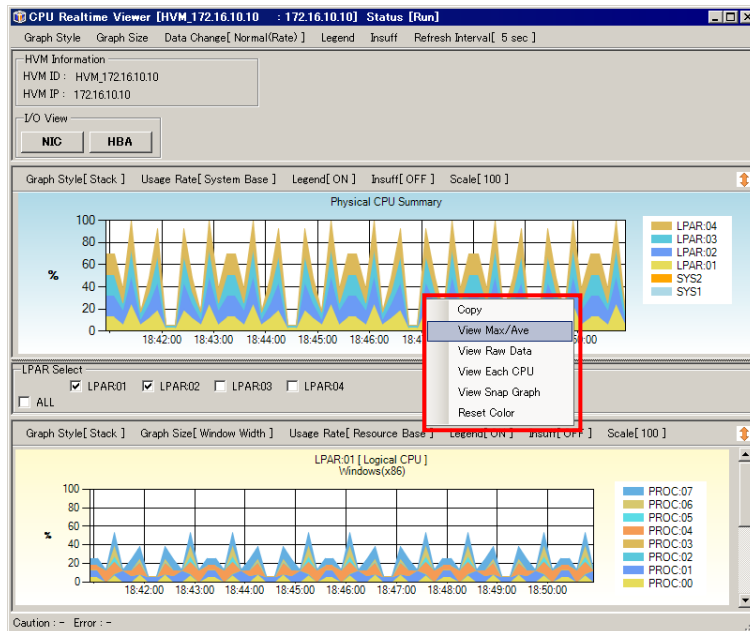 CPU Realtime Viewer [HVM_172.16.10.10 : 172.16.10.10] Status [Run]
Graph Style Graph Size Data Change[ Normal(Rate) ] Legend Insuff Refresh Interval[ 5 sec ]
HVM Information
HVM ID : HVM_172.16.10.10
HVM IP : 172.16.10.10
I/O View
NIC HBA
Graph Style[ Stack ] Usage Rate[ System Base ] Legend[ ON ] Insuff[ OFF ] Scale[ 100 ]
Physical CPU Summary
100
80
60
%
40
20
0
18:42:00 18:43:00 18:44:00 18:45:00 18:46:00 18:4 :00
LPAR:04
LPAR:03
LPAR:02
LPAR:01
SYS2
SYS1
Copy
View Max/Ave
View Raw Data
View Each CPU
View Snap Graph
Reset Color
LPAR Select
LPAR:01 LPAR:02 LPAR:03 LPAR:04
ALL
Graph Style[ Stack ] Graph Size[ Window Width ] Usage Rate[ Resource Base ] Legend[ ON ] Insuff[ OFF ] Scale[ 100 ]
LPAR:01 [ Logical CPU ]
Windows(x86)
100
80
60
%
40
20
0
18:42:00 18:43:00 18:44:00 18:45:00 18:46:00 18:47:00 18:48:00 18:49:00 18:50:00
PROC:07
PROC:06
PROC:05
PROC:04
PROC:03
PROC:02
PROC:01
PROC:00
Caution : - Error : -